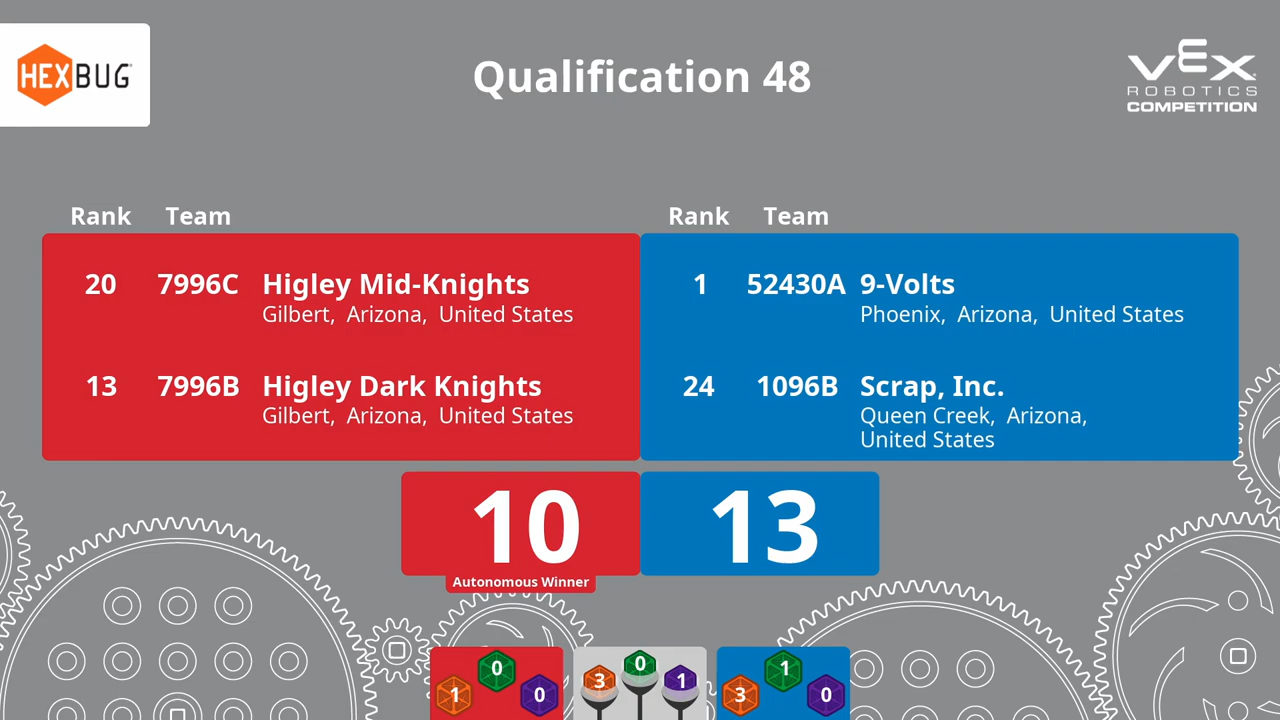 HEXBUG
Qualification 48
VEX
ROBOTICS
COMPETITION
Rank Team
20 7996C Higley Mid-Knights
Gilbert, Arizona, United States
13 7996B Higley Dark Knights
Gilbert, Arizona, United States
Rank Team
1 52430A 9-Volts
Phoenix, Arizona, United States
24 1096B Scrap, Inc.
Queen Creek, Arizona,
United States
10
13
Autonomous Winner
1 0 0
3 0 1
3 1 0